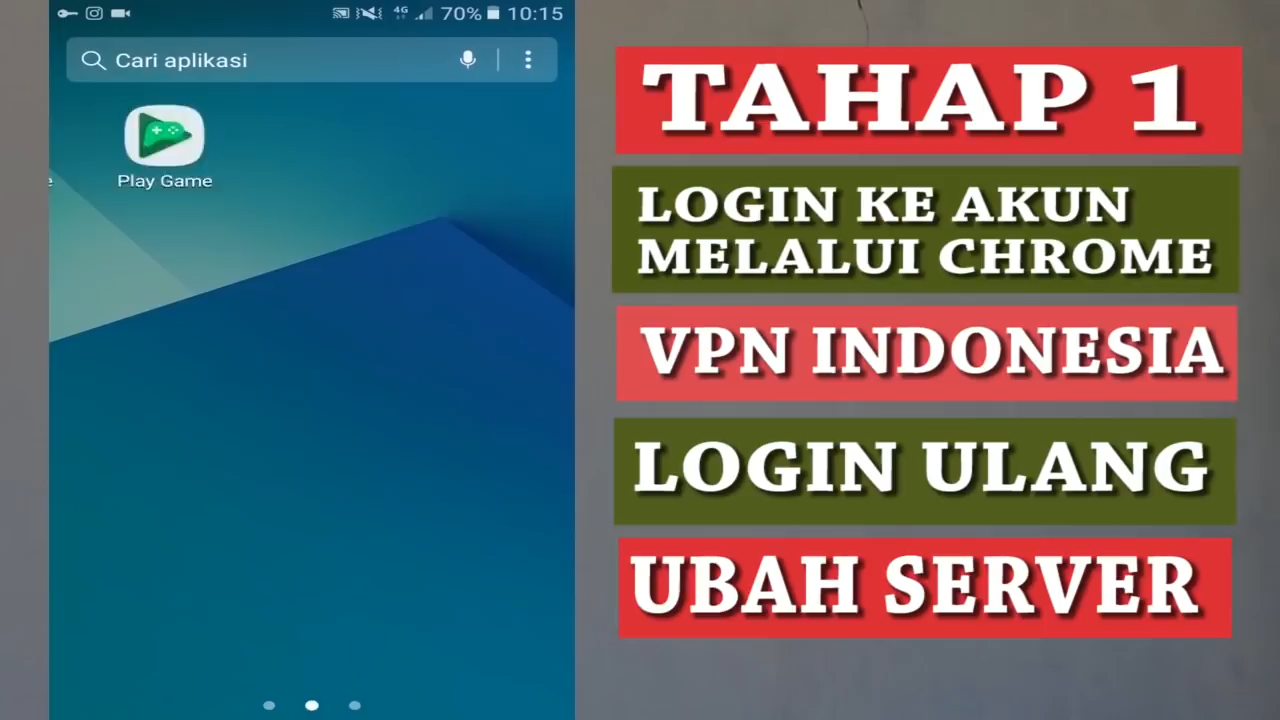 4G 70% 10:15
Cari aplikasi
Play Game
e
TAHAP 1
LOGIN KE AKUN
MELALUI CHROME
VPN INDONESIA
LOGIN ULANG
UBAH SERVER